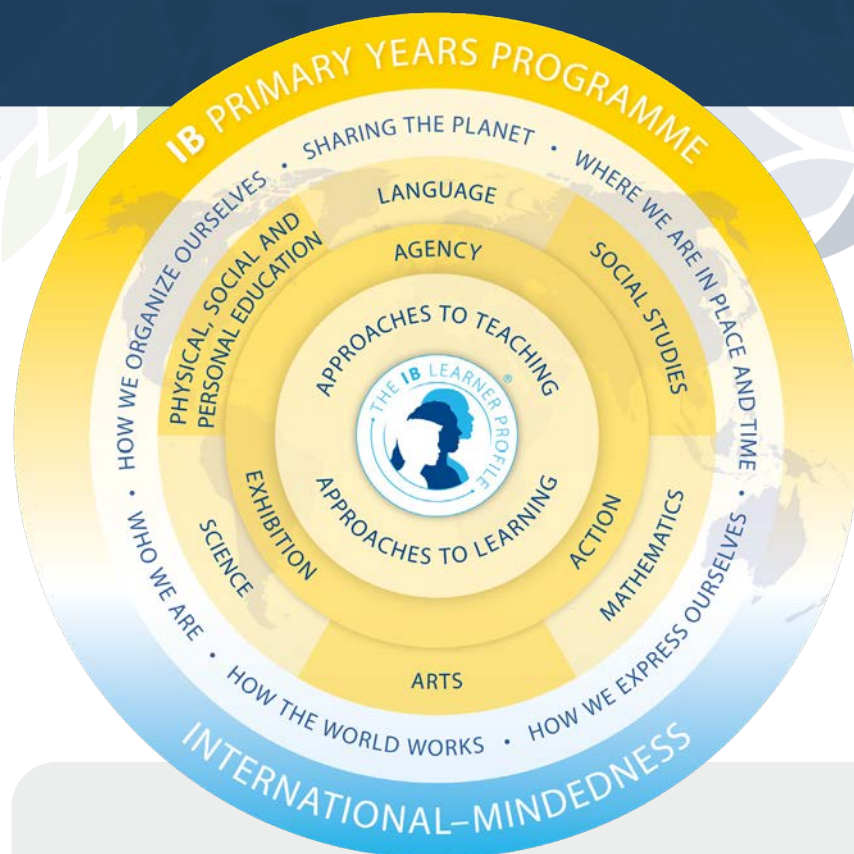 IB PRIMARY YEARS PROGRAMME
SHARING THE PLANET • WHERE WE ARE IN PLACE AND TIME • HOW WE EXPRESS OURSELVES • HOW THE WORLD WORKS • WHO WE ARE • HOW WE ORGANIZE OURSELVES •
LANGUAGE
SOCIAL STUDIES
MATHEMATICS
ARTS
SCIENCE
PHYSICAL, SOCIAL AND
PERSONAL EDUCATION
AGENCY
ACTION
EXHIBITION
APPROACHES TO TEACHING
THE IB LEARNER PROFILE ®
APPROACHES TO LEARNING
INTERNATIONAL–MINDEDNESS